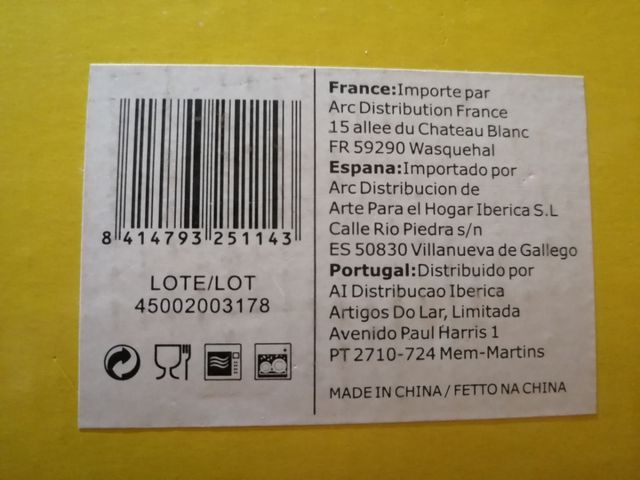 8 414793 251143
LOTE/LOT
45002003178
France:Importe par
Arc Distribution France
15 allee du Chateau Blanc
FR 59290 Wasquehal
Espana:Importado por
Arc Distribucion de
Arte Para el Hogar Iberica S.L
Calle Rio Piedra s/n
ES 50830 Villanueva de Gallego
Portugal:Distribuido por
AI Distribucao Iberica
Artigos Do Lar, Limitada
Avenido Paul Harris 1
PT 2710-724 Mem-Martins
MADE IN CHINA / FETTO NA CHINA